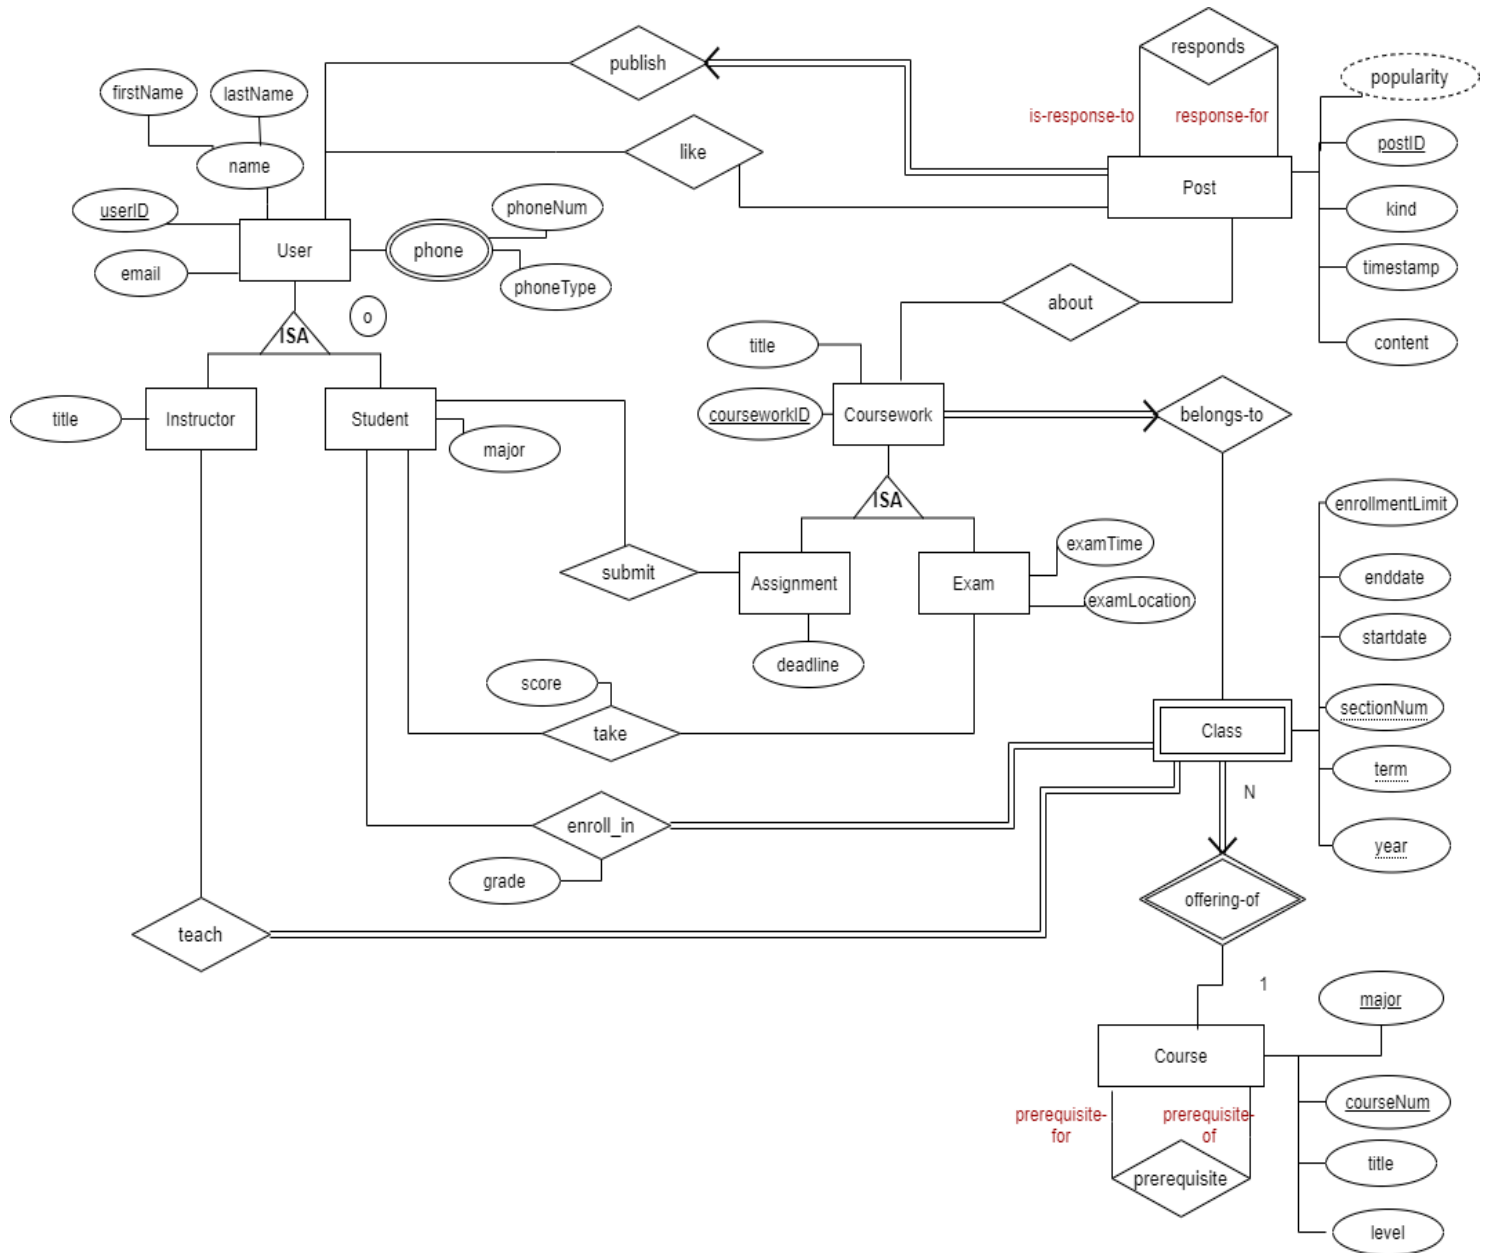 responds
publish
popularity
firstName
lastName
is-response-to
response-for
postID
like
name
Post
userID
phoneNum
kind
User
phone
email
phoneType
timestamp
about
o
ISA
title
content
title
Instructor
Student
courseworkID
Coursework
belongs-to
major
ISA
enrollmentLimit
examTime
submit
Assignment
Exam
enddate
examLocation
startdate
deadline
score
sectionNum
take
Class
term
N
enroll_in
year
grade
offering-of
teach
1
major
Course
prerequisite-
for
prerequisite-
of
courseNum
title
prerequisite
level